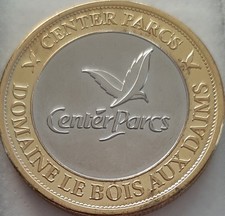 CENTER PARCS
Center Parcs
DOMAINE LE BOIS AUX DAIMS